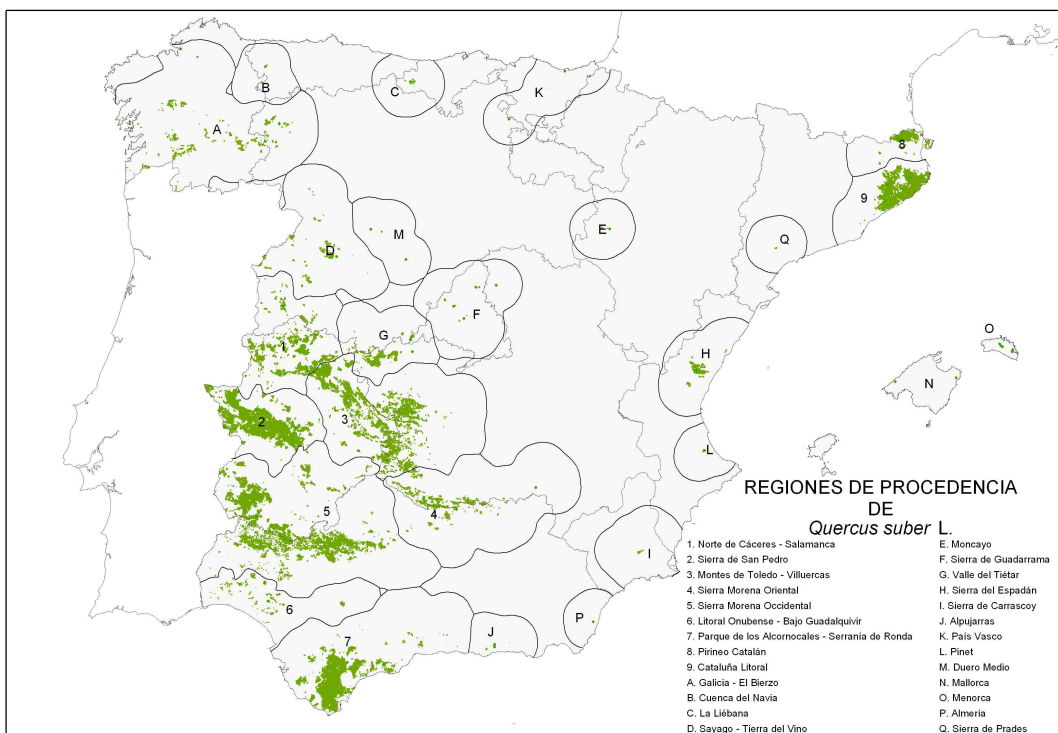 B
C
K
A
8
9
M
E
Q
D
F
O
G
1
H
N
2
3
L
REGIONES DE PROCEDENCIA
DE
Quercus suber L.
5
4
I
6
P
7
J
1. Norte de Cáceres - Salamanca
2. Sierra de San Pedro
3. Montes de Toledo - Villuercas
4. Sierra Morena Oriental
5. Sierra Morena Occidental
6. Litoral Onubense - Bajo Guadalquivir
7. Parque de los Alcornocales - Serranía de Ronda
8. Pirineo Catalán
9. Cataluña Litoral
A. Galicia - El Bierzo
B. Cuenca del Navia
C. La Liébana
D. Sayago - Tierra del Vino
E. Moncayo
F. Sierra de Guadarrama
G. Valle del Tiétar
H. Sierra del Espadán
I. Sierra de Carrascoy
J. Alpujarras
K. País Vasco
L. Pinet
M. Duero Medio
N. Mallorca
O. Menorca
P. Almería
Q. Sierra de Prades